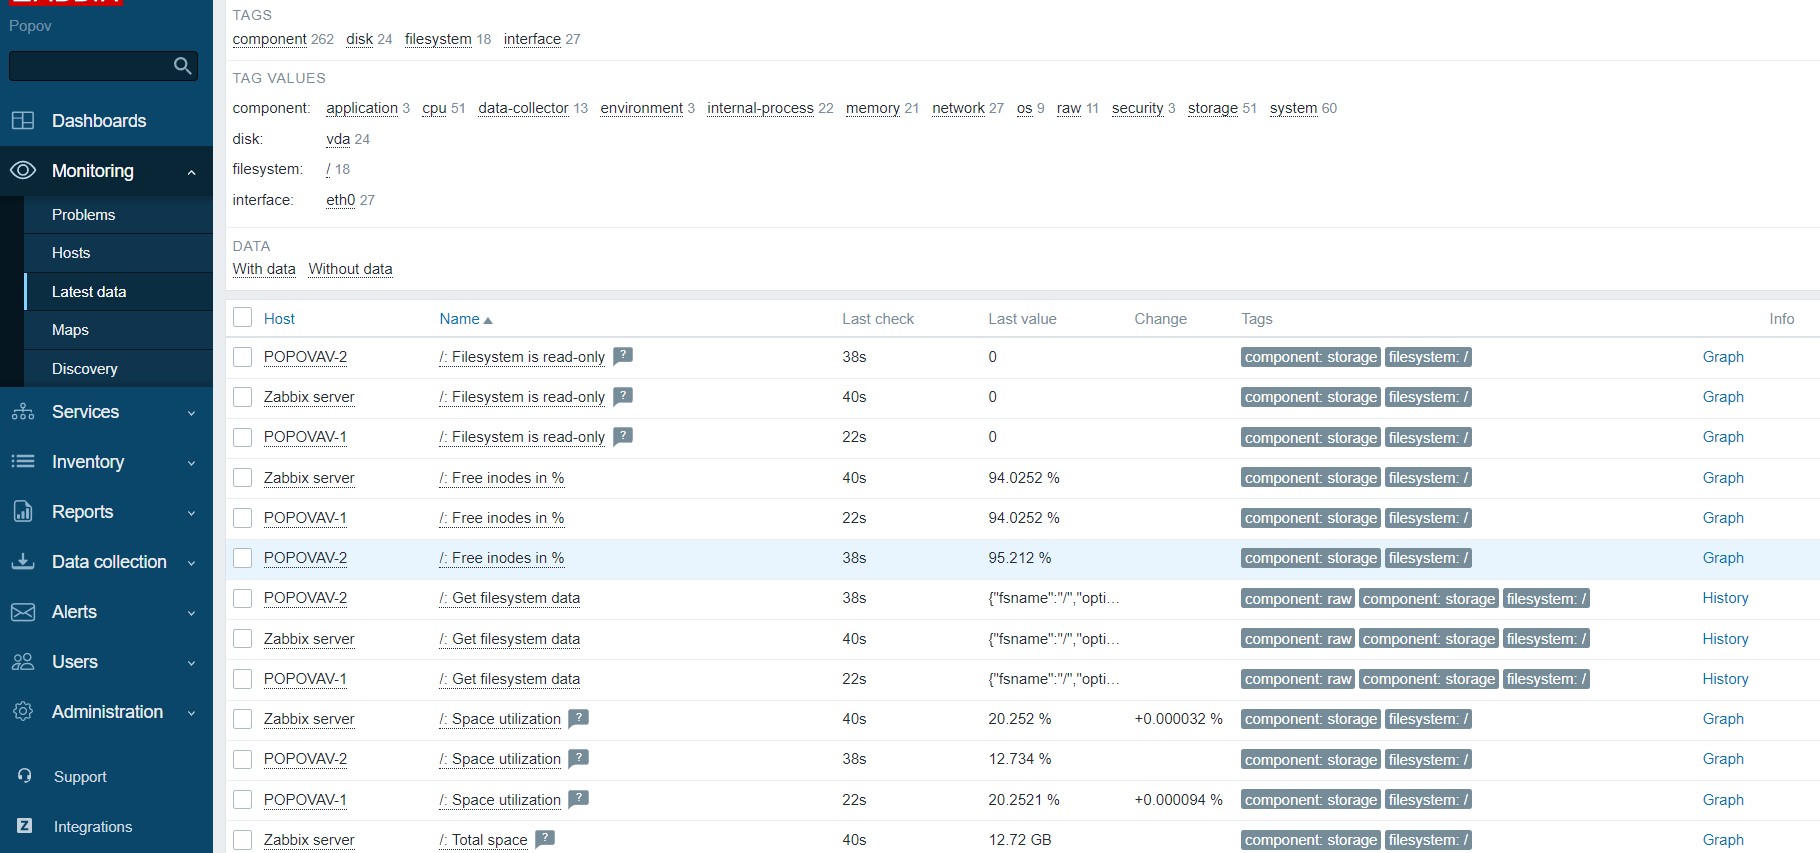 ZABBIX
Popov
Dashboards
Monitoring
Problems
Hosts
Latest data
Maps
Discovery
Services
Inventory
Reports
Data collection
Alerts
Users
Administration
Support
Z Integrations
TAGS
component 262 disk 24 filesystem 18 interface 27
TAG VALUES
component: application 3 cpu 51 data-collector 13 environment 3 internal-process 22 memory 21 network 27 os 9 raw 11 security 3 storage 51 system 60
disk: vda 24
filesystem: / 18
interface: eth0 27
DATA
With data Without data
Host Name Last check Last value Change Tags Info
POPOVAV-2 /: Filesystem is read-only ? 38s 0 component: storage filesystem: / Graph
Zabbix server /: Filesystem is read-only ? 40s 0 component: storage filesystem: / Graph
POPOVAV-1 /: Filesystem is read-only ? 22s 0 component: storage filesystem: / Graph
Zabbix server /: Free inodes in % 40s 94.0252 % component: storage filesystem: / Graph
POPOVAV-1 /: Free inodes in % 22s 94.0252 % component: storage filesystem: / Graph
POPOVAV-2 /: Free inodes in % 38s 95.212 % component: storage filesystem: / Graph
POPOVAV-2 /: Get filesystem data 38s {"fsname":"/","opti... component: raw component: storage filesystem: / History
Zabbix server /: Get filesystem data 40s {"fsname":"/","opti... component: raw component: storage filesystem: / History
POPOVAV-1 /: Get filesystem data 22s {"fsname":"/","opti... component: raw component: storage filesystem: / History
Zabbix server /: Space utilization ? 40s 20.252 % +0.000032 % component: storage filesystem: / Graph
POPOVAV-2 /: Space utilization ? 38s 12.734 % component: storage filesystem: / Graph
POPOVAV-1 /: Space utilization ? 22s 20.2521 % +0.000094 % component: storage filesystem: / Graph
Zabbix server /: Total space ? 40s 12.72 GB component: storage filesystem: / Graph